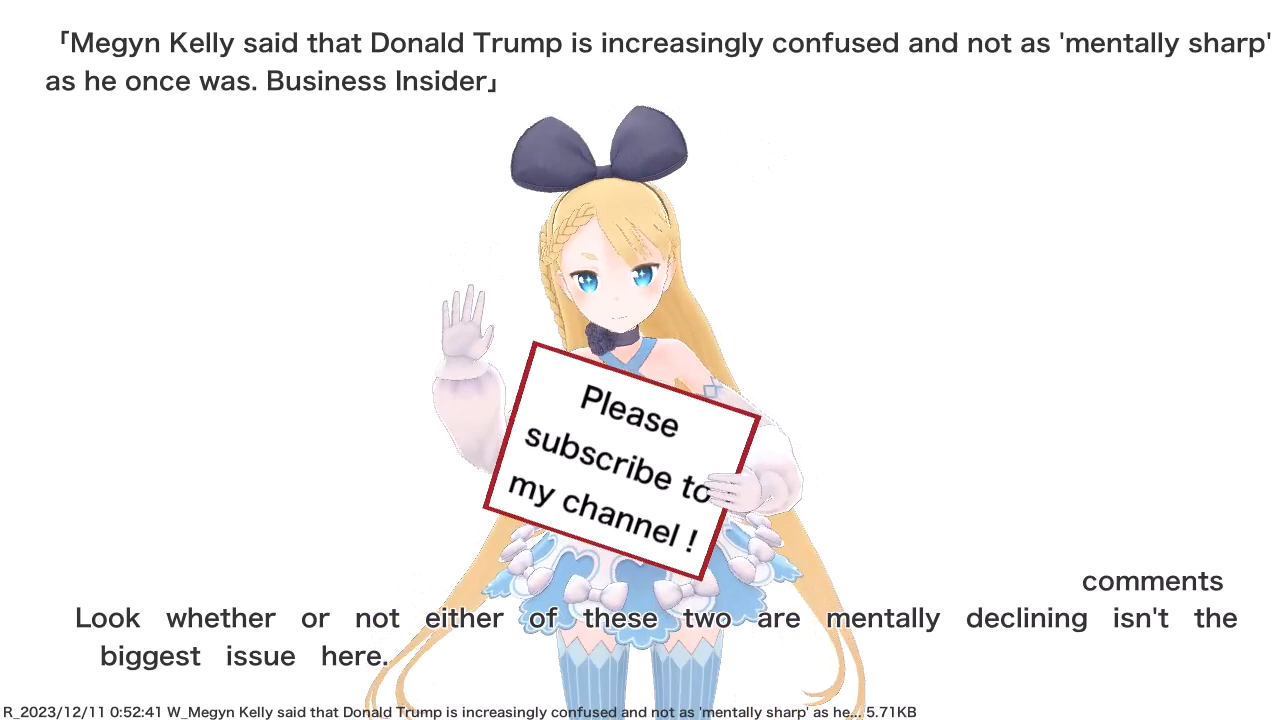 「Megyn Kelly said that Donald Trump is increasingly confused and not as 'mentally sharp'
as he once was. Business Insider」
Please
subscribe to
my channel !
comments
Look whether or not either of these two are mentally declining isn't the
biggest issue here.
R_2023/12/11 0:52:41 W_Megyn Kelly said that Donald Trump is increasingly confused and not as 'mentally sharp' as he... 5.71KB